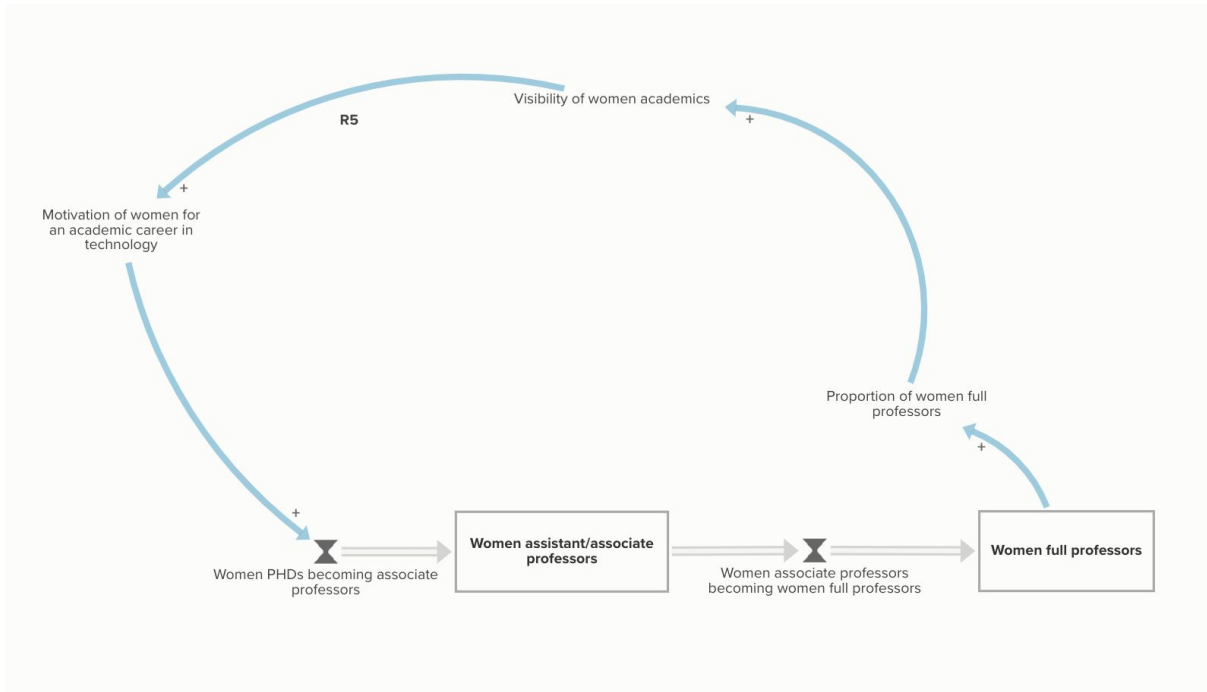 Visibility of women academics
+
R5
+
Motivation of women for
an academic career in
technology
Proportion of women full
professors
+
+
Women PHDs becoming associate
professors
Women assistant/associate
professors
Women associate professors
becoming women full professors
Women full professors